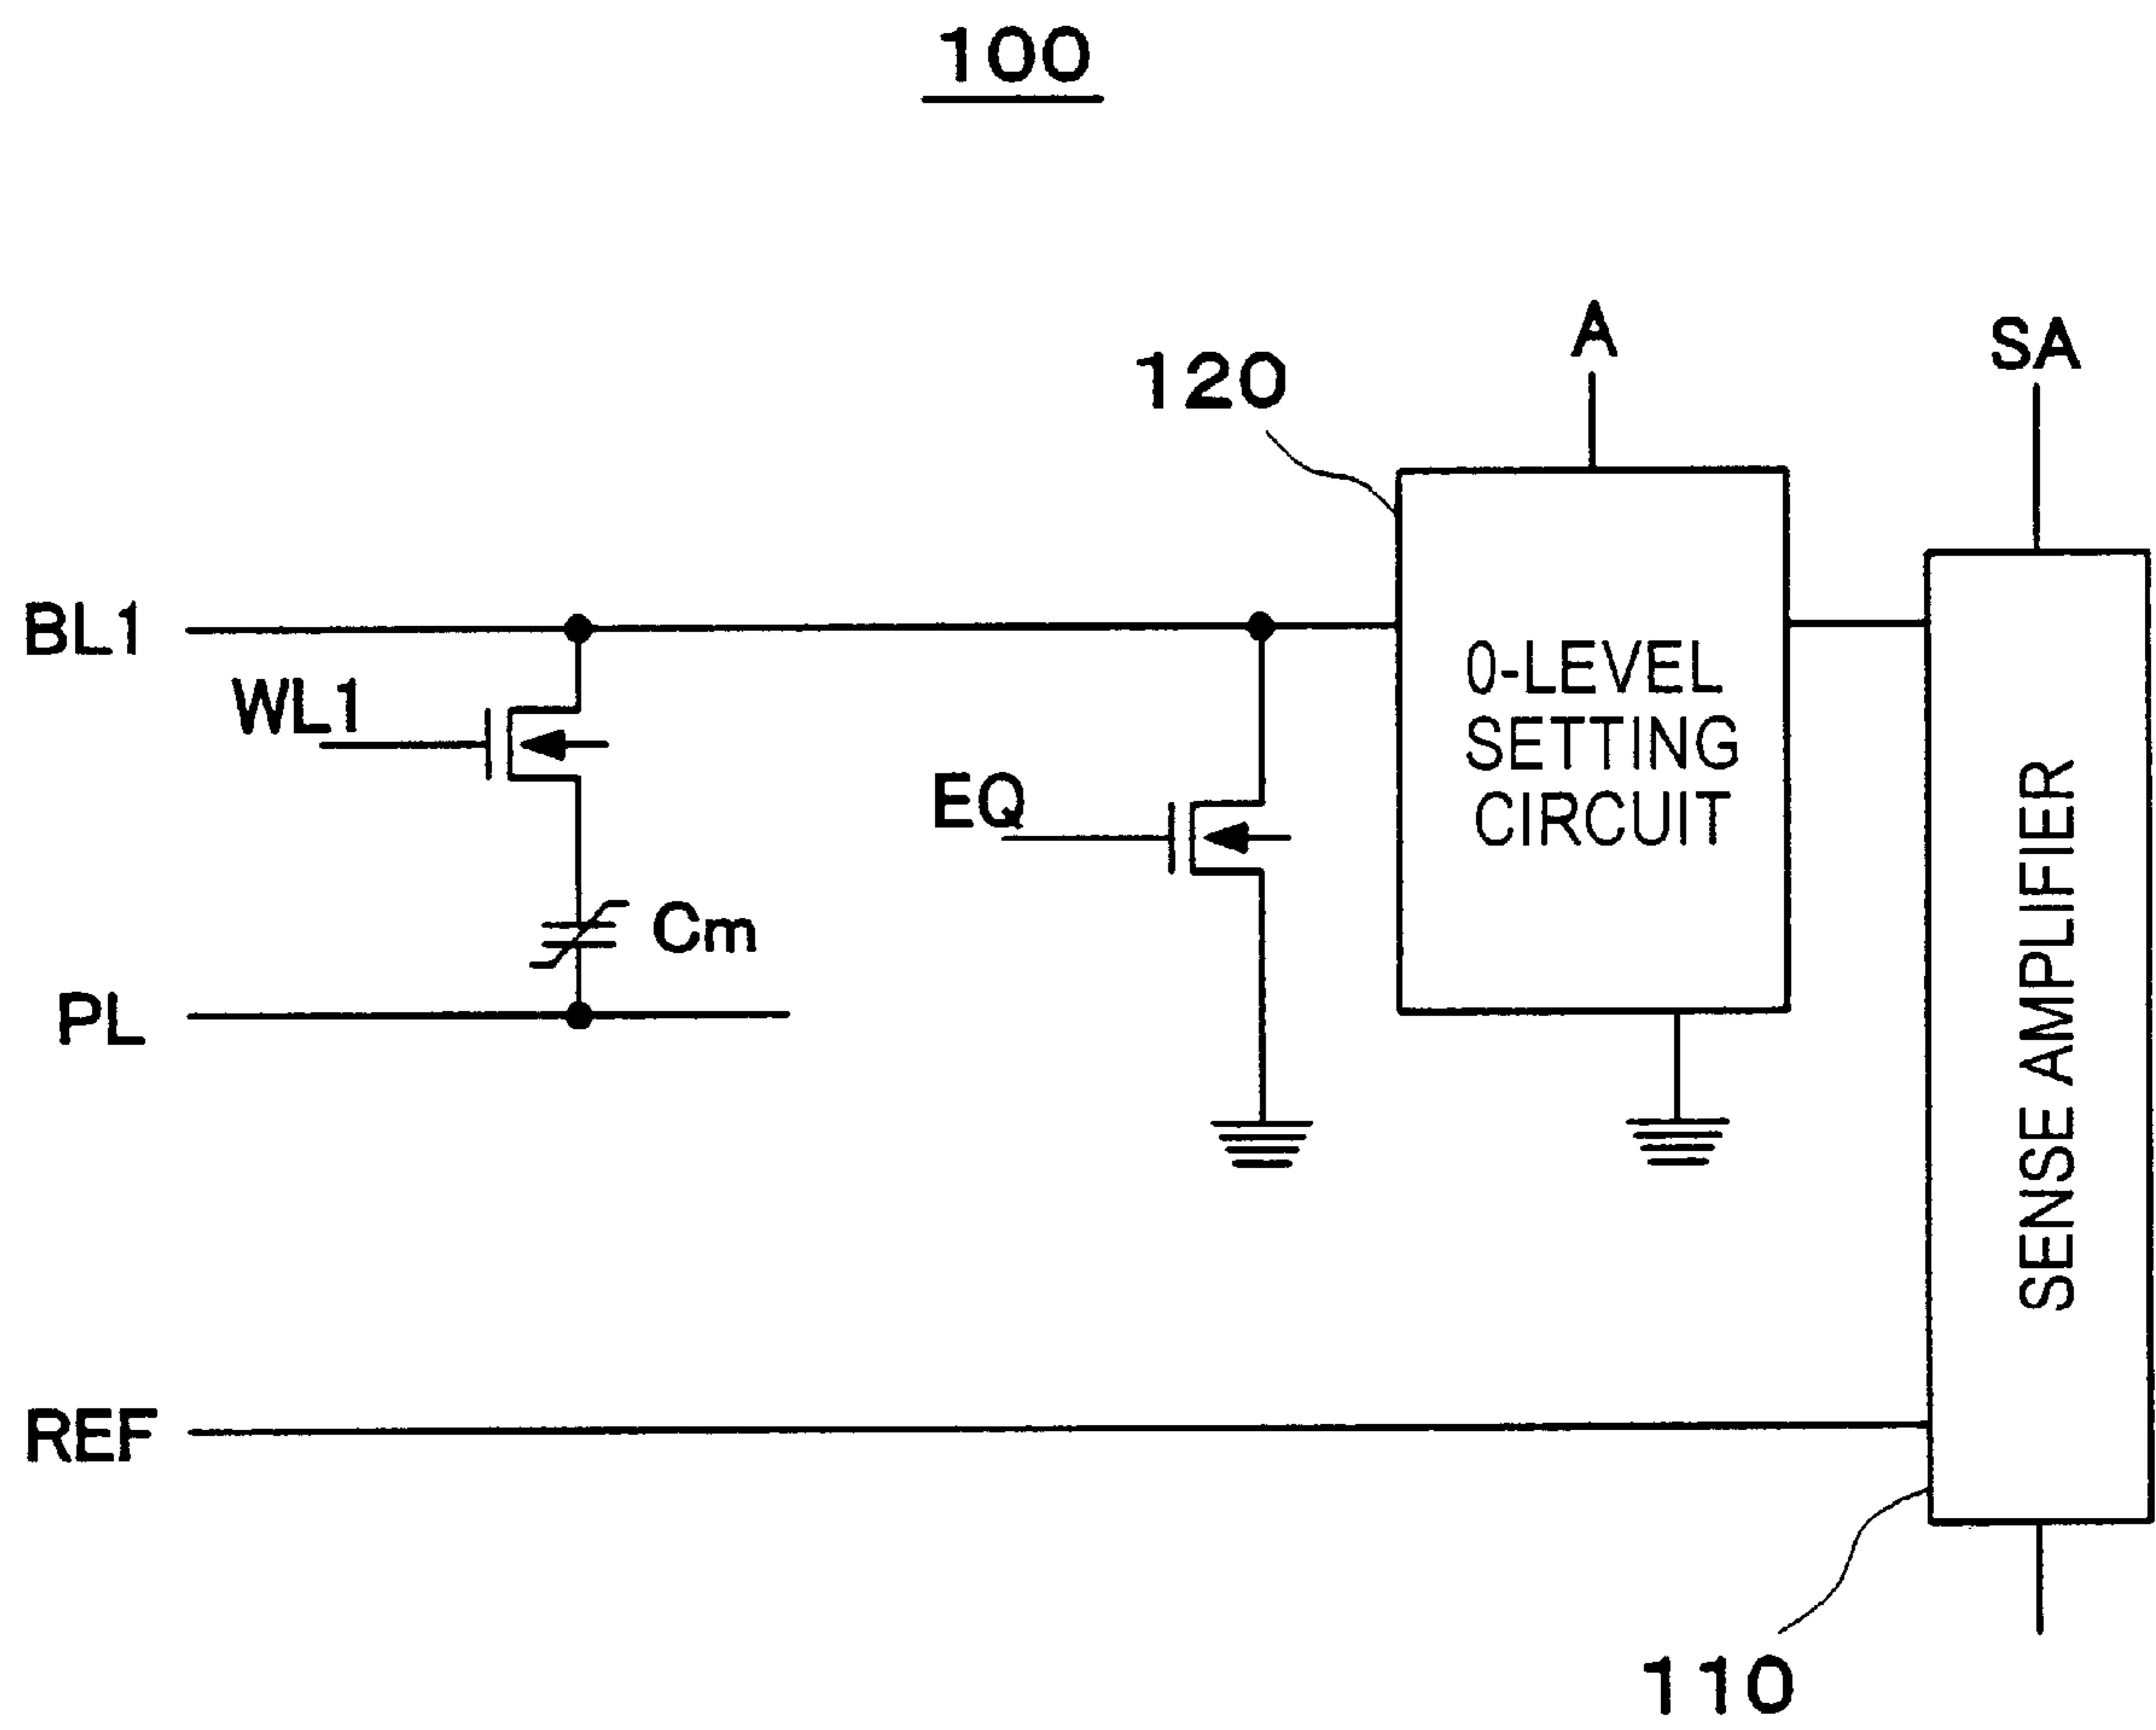 100
A
SA
120
BL1
WL1
0-LEVEL
SETTING
CIRCUIT
EQ
Cm
PL
SENSE AMPLIFIER
REF
110